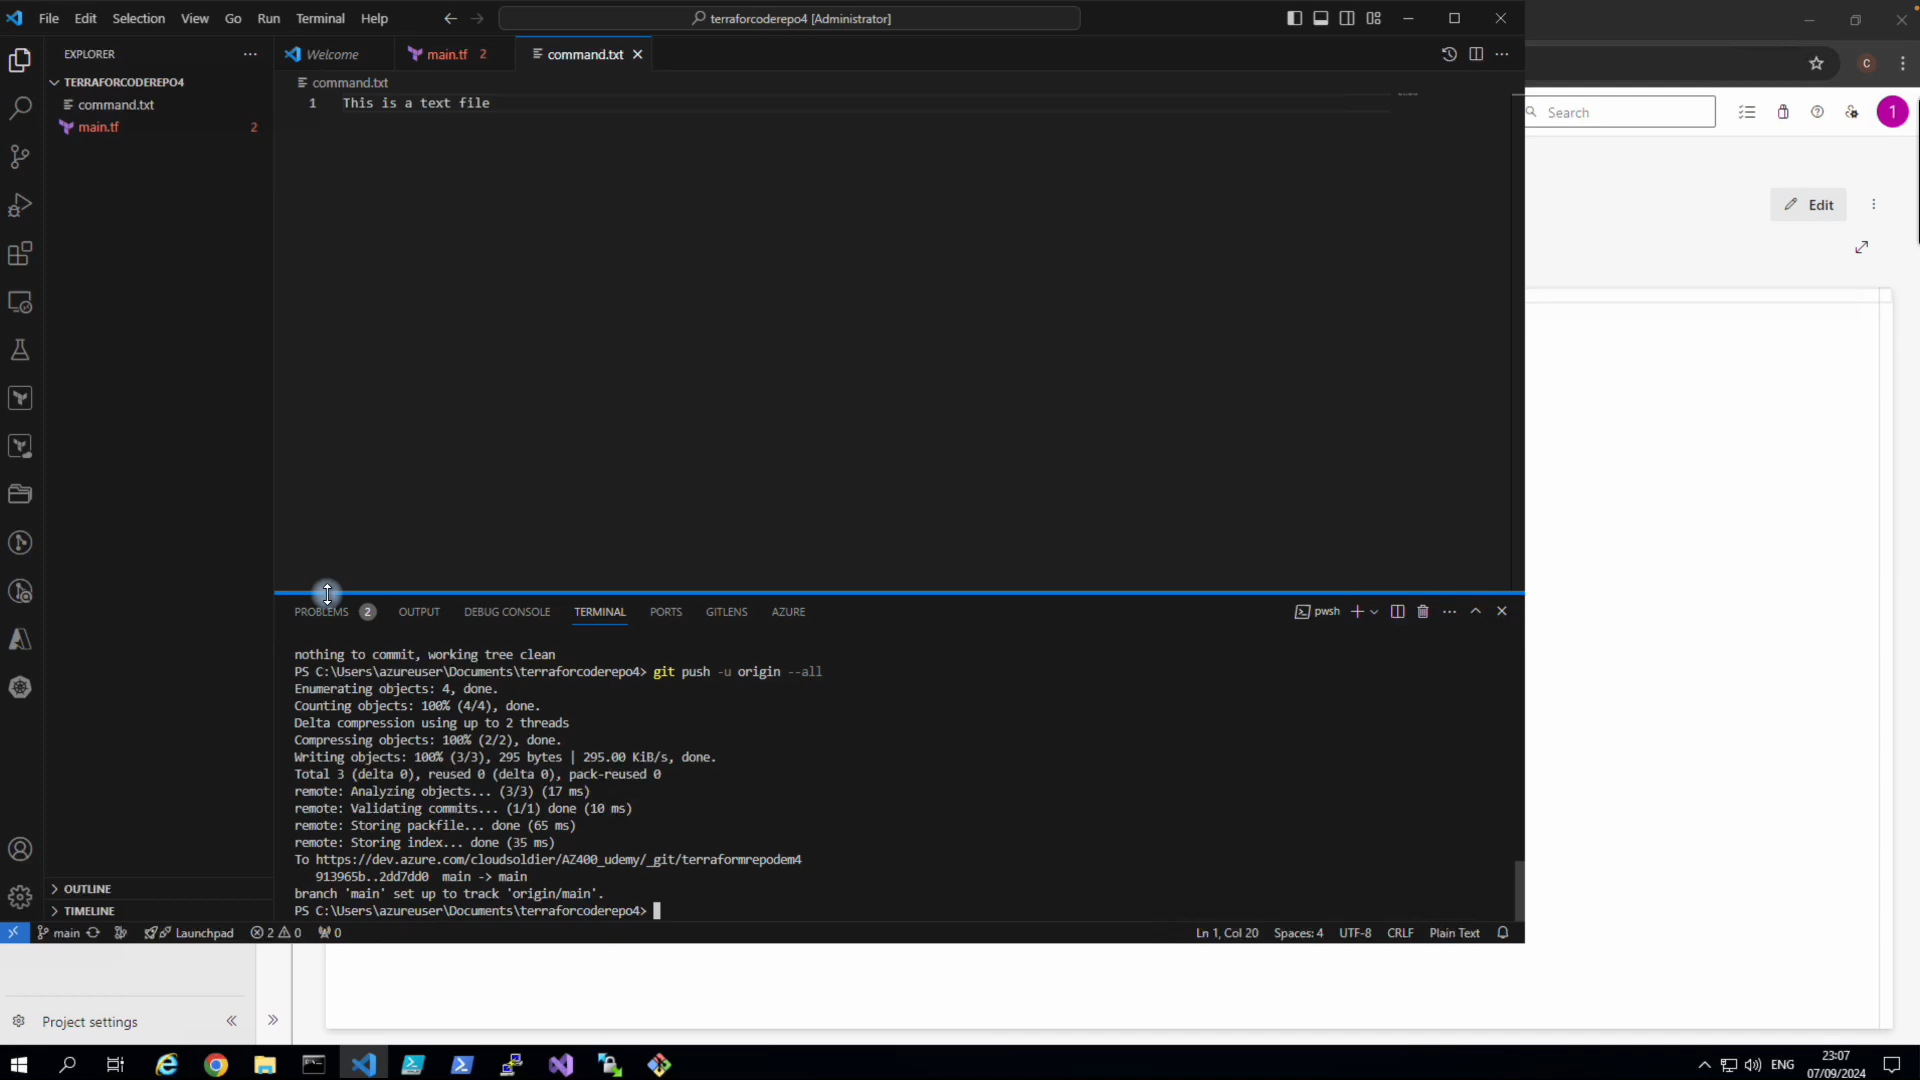 File Edit Selection View Go Run Terminal Help
terraforcoderepo4 [Administrator]
EXPLORER
Welcome
main.tf 2
command.txt
C
TERRAFORCODEREPO4
command.txt
command.txt
main.tf 2
1 This is a text file
Search
1
Edit
PROBLEMS 2 OUTPUT DEBUG CONSOLE TERMINAL PORTS GITLENS AZURE
pwsh
nothing to commit, working tree clean
PS C:\Users\azureuser\Documents\terraforcoderepo4> git push -u origin --all
Enumerating objects: 4, done.
Counting objects: 100% (4/4), done.
Delta compression using up to 2 threads
Compressing objects: 100% (2/2), done.
Writing objects: 100% (3/3), 295 bytes | 295.00 KiB/s, done.
Total 3 (delta 0), reused 0 (delta 0), pack-reused 0
remote: Analyzing objects... (3/3) (17 ms)
remote: Validating commits... (1/1) done (10 ms)
remote: Storing packfile... done (65 ms)
remote: Storing index... done (35 ms)
To https://dev.azure.com/cloudsoldier/AZ400_udemy/_git/terraformrepodem4
913965b..2dd7dd0 main -> main
branch 'main' set up to track 'origin/main'.
PS C:\Users\azureuser\Documents\terraforcoderepo4>
OUTLINE
TIMELINE
main Launchpad 2 0 0
Ln 1, Col 20 Spaces: 4 UTF-8 CRLF Plain Text
Project settings
ENG
23:07
07/09/2024